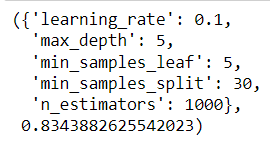 ({'learning_rate': 0.1,
'max_depth': 5,
'min_samples_leaf': 5,
'min_samples_split': 30,
'n_estimators': 1000},
0.8343882625542023)